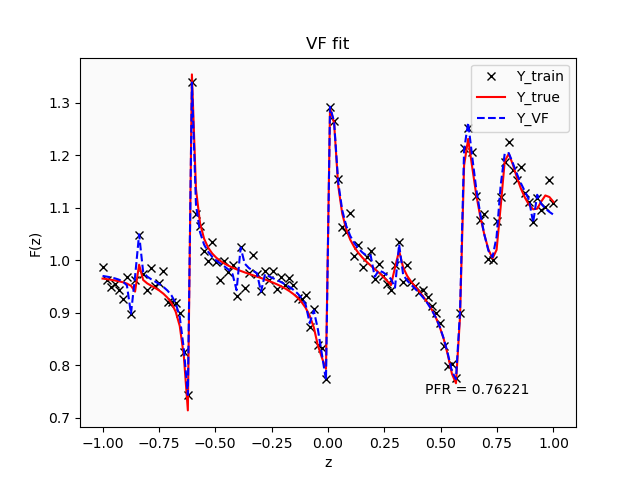 VF fit
Y_train
Y_true
Y_VF
F(z)
1.3
1.2
1.1
1.0
0.9
0.8
0.7
PFR = 0.76221
−1.00 −0.75 −0.50 −0.25 0.00 0.25 0.50 0.75 1.00
z